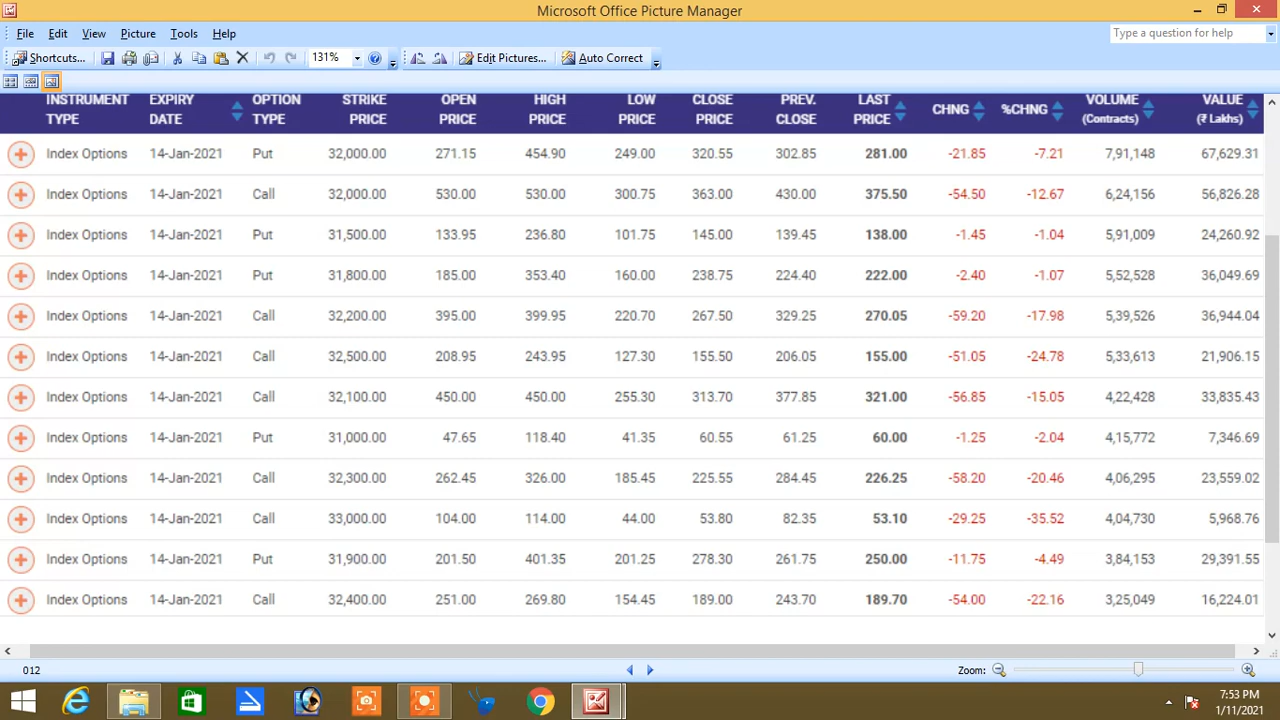 Microsoft Office Picture Manager
File Edit View Picture Tools Help
Type a question for help
Shortcuts... 131% Edit Pictures... Auto Correct
INSTRUMENT TYPE EXPIRY DATE OPTION TYPE STRIKE PRICE OPEN PRICE HIGH PRICE LOW PRICE CLOSE PRICE PREV. CLOSE LAST PRICE CHNG %CHNG VOLUME (Contracts) VALUE (₹ Lakhs)
Index Options 14-Jan-2021 Put 32,000.00 271.15 454.90 249.00 320.55 302.85 281.00 -21.85 -7.21 7,91,148 67,629.31
Index Options 14-Jan-2021 Call 32,000.00 530.00 530.00 300.75 363.00 430.00 375.50 -54.50 -12.67 6,24,156 56,826.28
Index Options 14-Jan-2021 Put 31,500.00 133.95 236.80 101.75 145.00 139.45 138.00 -1.45 -1.04 5,91,009 24,260.92
Index Options 14-Jan-2021 Put 31,800.00 185.00 353.40 160.00 238.75 224.40 222.00 -2.40 -1.07 5,52,528 36,049.69
Index Options 14-Jan-2021 Call 32,200.00 395.00 399.95 220.70 267.50 329.25 270.05 -59.20 -17.98 5,39,526 36,944.04
Index Options 14-Jan-2021 Call 32,500.00 208.95 243.95 127.30 155.50 206.05 155.00 -51.05 -24.78 5,33,613 21,906.15
Index Options 14-Jan-2021 Call 32,100.00 450.00 450.00 255.30 313.70 377.85 321.00 -56.85 -15.05 4,22,428 33,835.43
Index Options 14-Jan-2021 Put 31,000.00 47.65 118.40 41.35 60.55 61.25 60.00 -1.25 -2.04 4,15,772 7,346.69
Index Options 14-Jan-2021 Call 32,300.00 262.45 326.00 185.45 225.55 284.45 226.25 -58.20 -20.46 4,06,295 23,559.02
Index Options 14-Jan-2021 Call 33,000.00 104.00 114.00 44.00 53.80 82.35 53.10 -29.25 -35.52 4,04,730 5,968.76
Index Options 14-Jan-2021 Put 31,900.00 201.50 401.35 201.25 278.30 261.75 250.00 -11.75 -4.49 3,84,153 29,391.55
Index Options 14-Jan-2021 Call 32,400.00 251.00 269.80 154.45 189.00 243.70 189.70 -54.00 -22.16 3,25,049 16,224.01
012 Zoom:
7:53 PM
1/11/2021